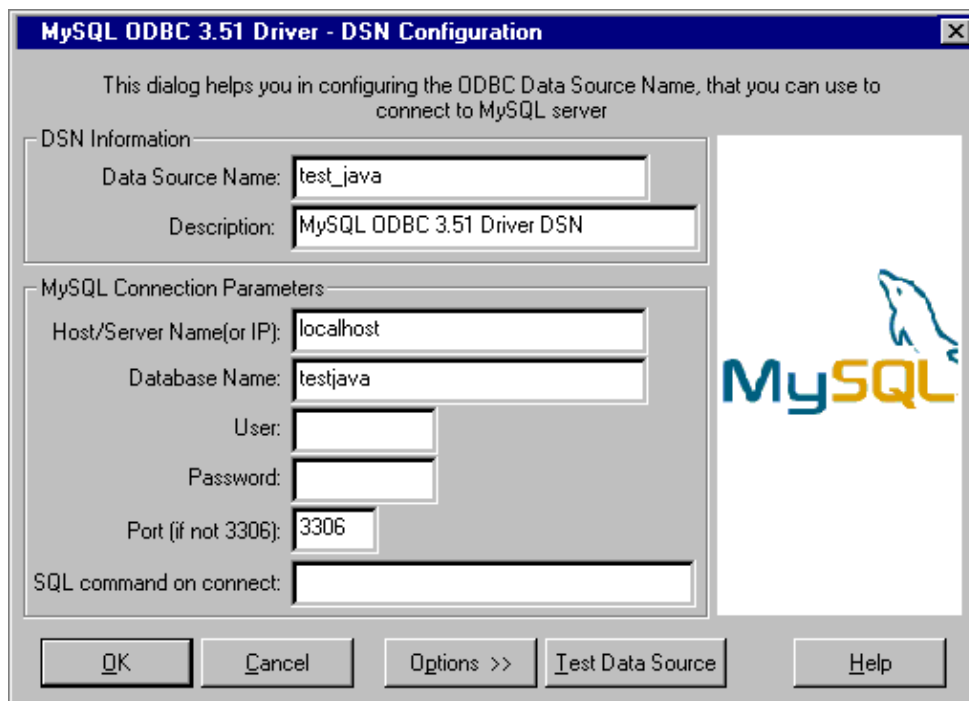 MySQL ODBC 3.51 Driver - DSN Configuration
This dialog helps you in configuring the ODBC Data Source Name, that you can use to
connect to MySQL server
DSN Information
Data Source Name: test_java
Description: MySQL ODBC 3.51 Driver DSN
MySQL Connection Parameters
Host/Server Name(or IP): localhost
Database Name: testjava
User:
Password:
Port (if not 3306): 3306
SQL command on connect:
MySQL
OK Cancel Options >> Test Data Source Help